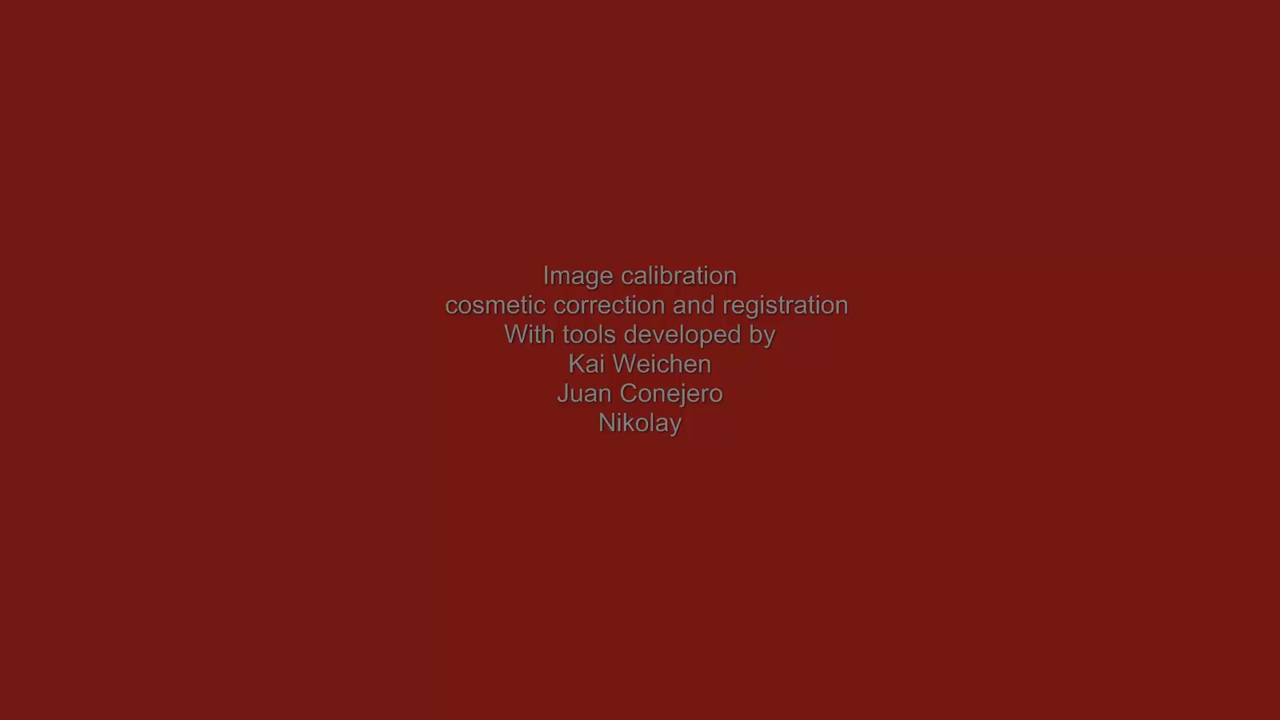 Image calibration
cosmetic correction and registration
With tools developed by
Kai Weichen
Juan Conejero
Nikolay